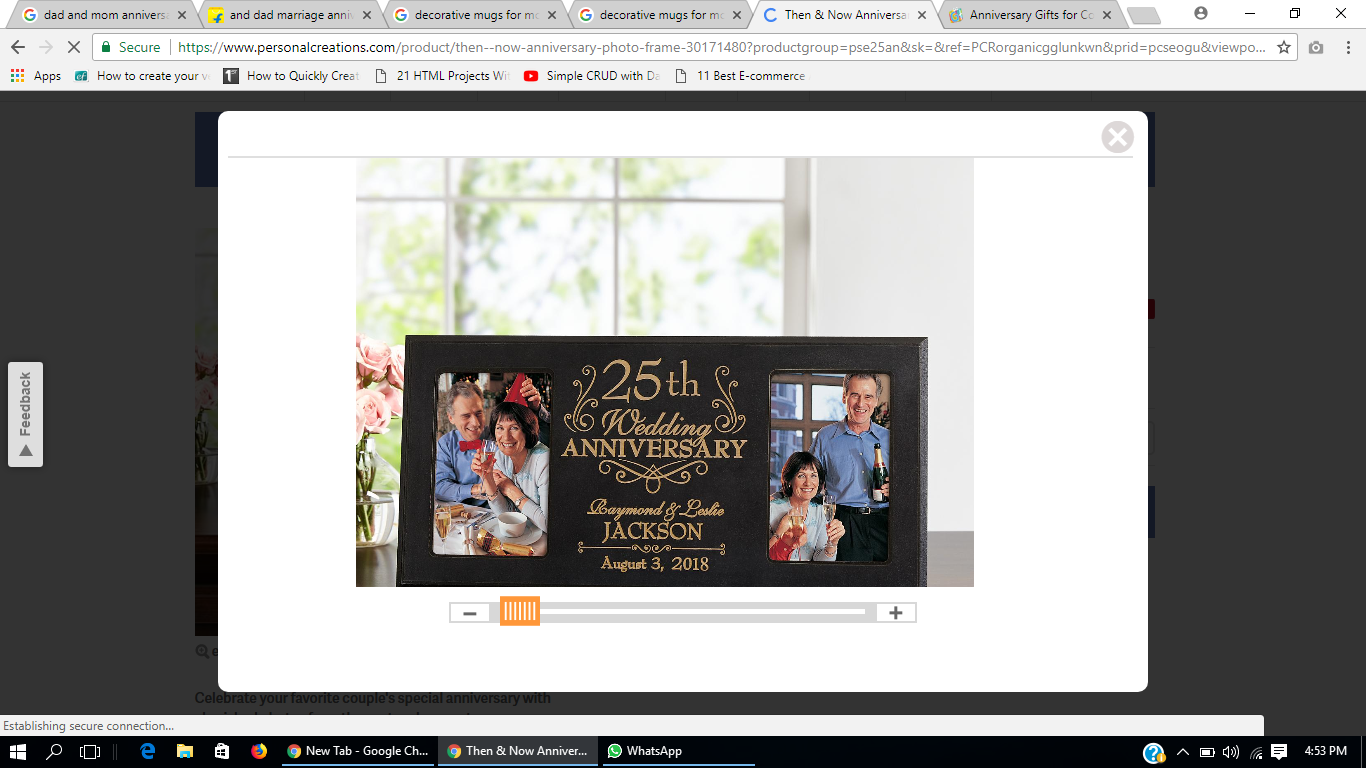 dad and mom annivers
and dad marriage anni
decorative mugs for mo
decorative mugs for mo
Then & Now Anniversa
Anniversary Gifts for Co
Secure
https://www.personalcreations.com/product/then--now-anniversary-photo-frame-30171480?productgroup=pse25an&sk=&ref=PCRorganicgglunkwn&prid=pcseogu&viewpo...
Apps
How to create your v
How to Quickly Creat
21 HTML Projects Wit
Simple CRUD with Da
11 Best E-commerce
Feedback
25th
Wedding
ANNIVERSARY
Raymond & Leslie
JACKSON
August 3, 2018
Celebrate your favorite couple's special anniversary with
Establishing secure connection...
New Tab - Google Ch...
Then & Now Anniver...
WhatsApp
4:53 PM